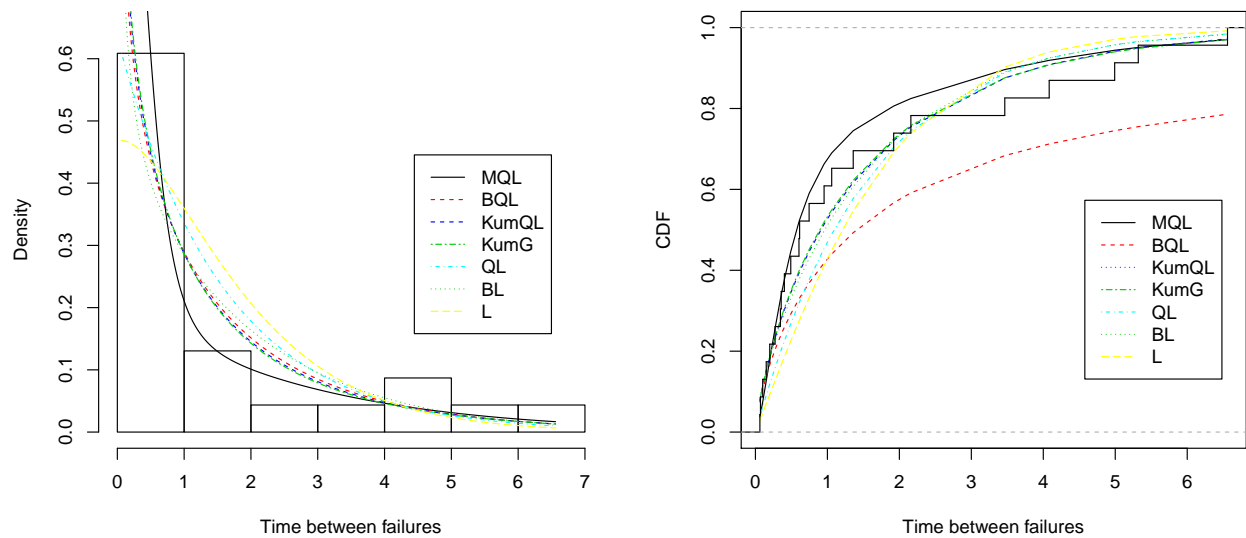 0.6
0.5
0.4
0.3
0.2
0.1
0.0
Density
MQL
BQL
KumQL
KumG
QL
BL
L
0 1 2 3 4 5 6 7
Time between failures
1.0
0.8
0.6
0.4
0.2
0.0
CDF
MQL
BQL
KumQL
KumG
QL
BL
L
0 1 2 3 4 5 6
Time between failures